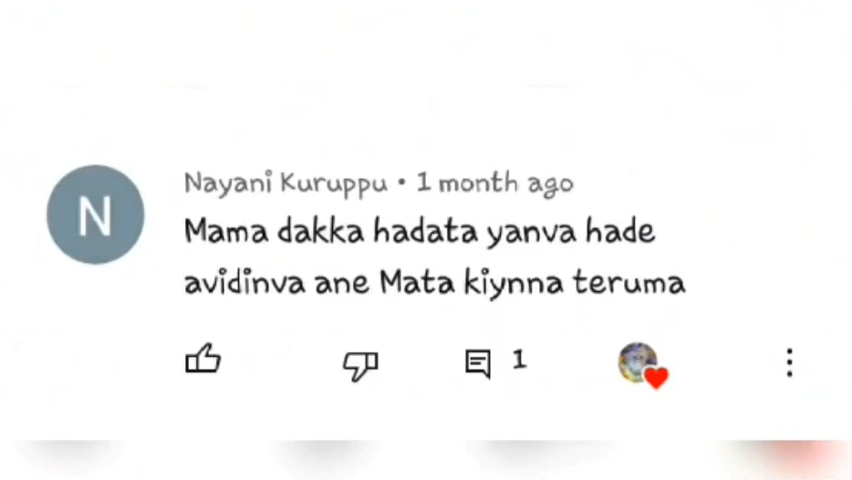 N
Nayani Kuruppu • 1 month ago
Mama dakka hadata yanva hade
avidinva ane Mata kiynna teruma
1